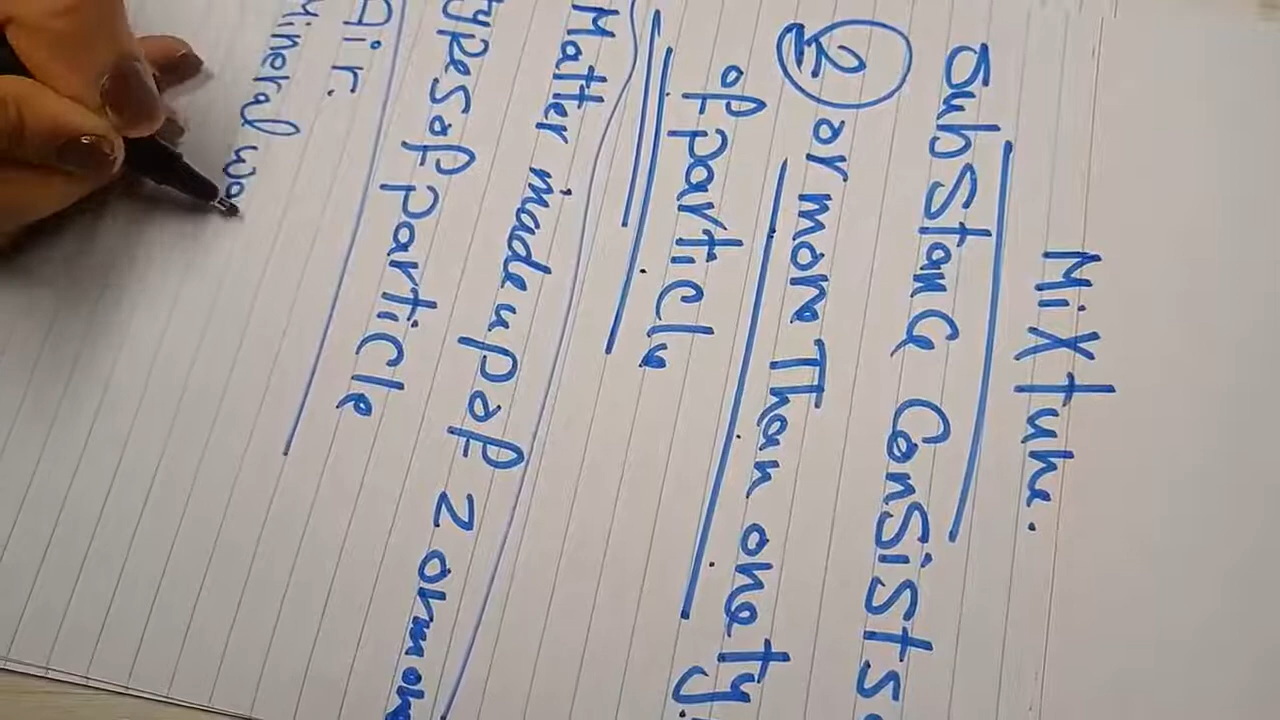 Mixture.
Substance Consists
2 or more Than one ty
of particle
Matter made up of 2 or more
types of particle
Air.
Mineral wa